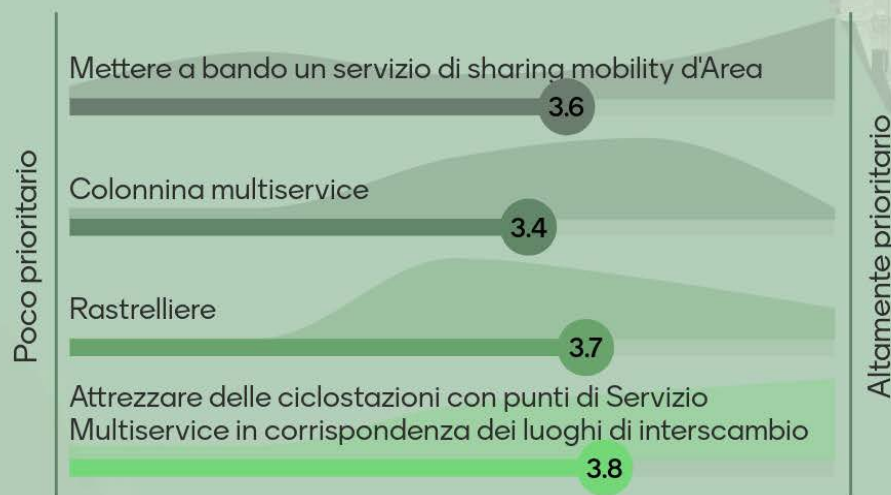 Poco prioritario
Mettere a bando un servizio di sharing mobility d'Area
3.6
Colonnina multiservice
3.4
Rastrelliere
3.7
Attrezzare delle ciclostazioni con punti di Servizio
Multiservice in corrispondenza dei luoghi di interscambio
3.8
Altamente prioritario